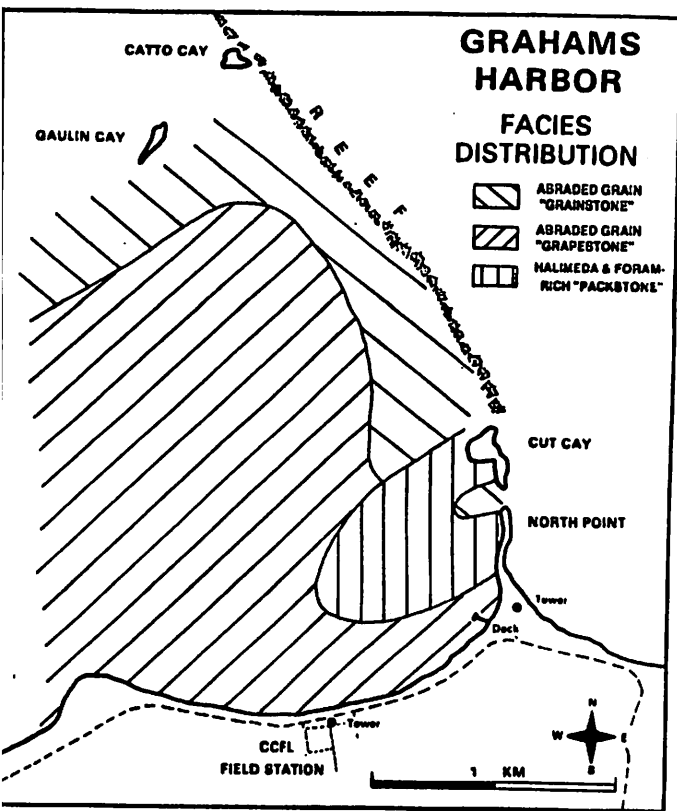 GRAHAMS
HARBOR
FACIES
DISTRIBUTION
ABRADED GRAIN
"GRAINSTONE"
ABRADED GRAIN
"GRAPESTONE"
HALIMEDA & FORAM-
RICH "PACKSTONE"
CATTO CAY
GAULIN CAY
REEF
CUT CAY
NORTH POINT
Tower
Dock
Tower
CCFL
FIELD STATION
N
W E
S
1 KM